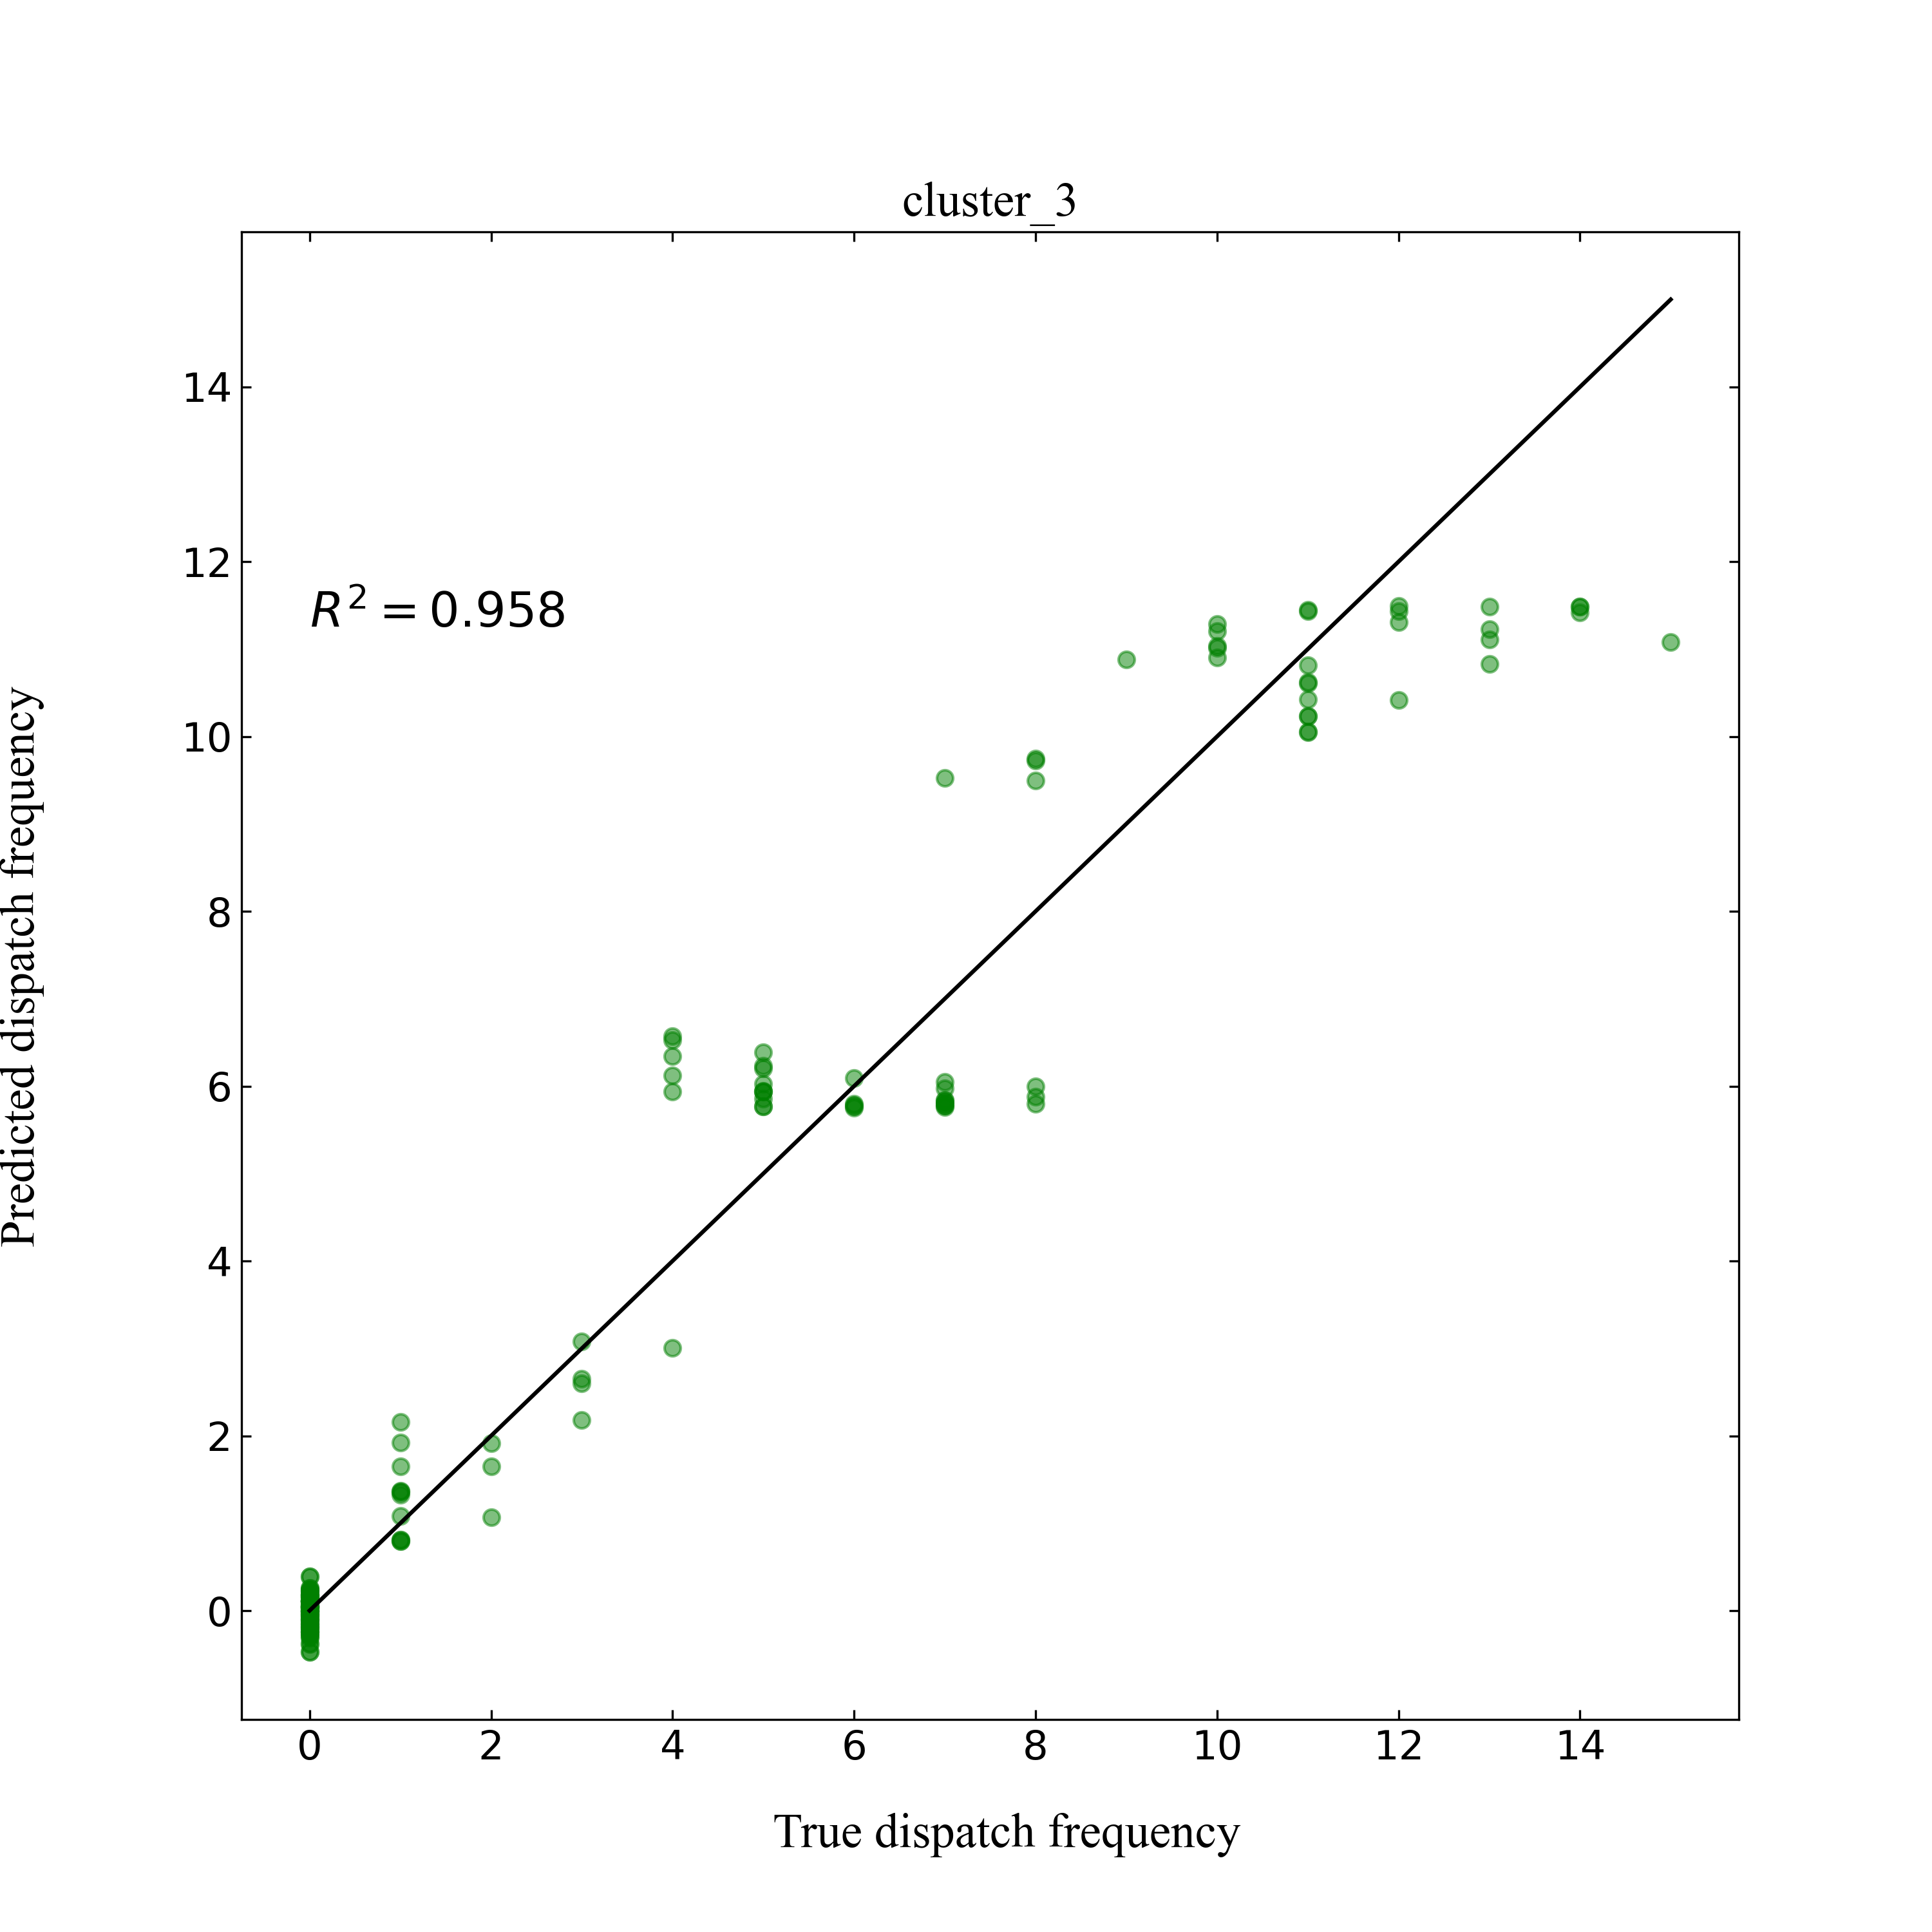 cluster_3
14
12
R² = 0.958
10
8
6
4
2
0
Predicted dispatch frequency
0 2 4 6 8 10 12 14
True dispatch frequency